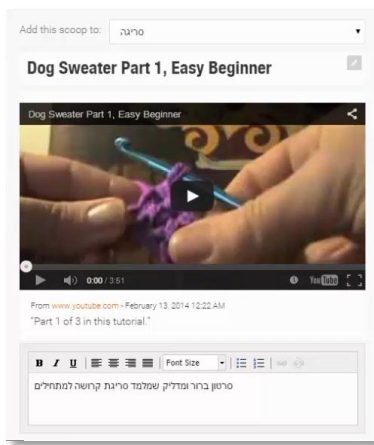 Add this scoop to: סריגה
Dog Sweater Part 1, Easy Beginner
Dog Sweater Part 1, Easy Beginner
0:00 / 3:51 YouTube
From www.youtube.com - February 13, 2014 12:22 AM
"Part 1 of 3 in this tutorial."
B I U Font Size
סרטון ברור ומדליק שמלמד סריגת קרושה למתחילים